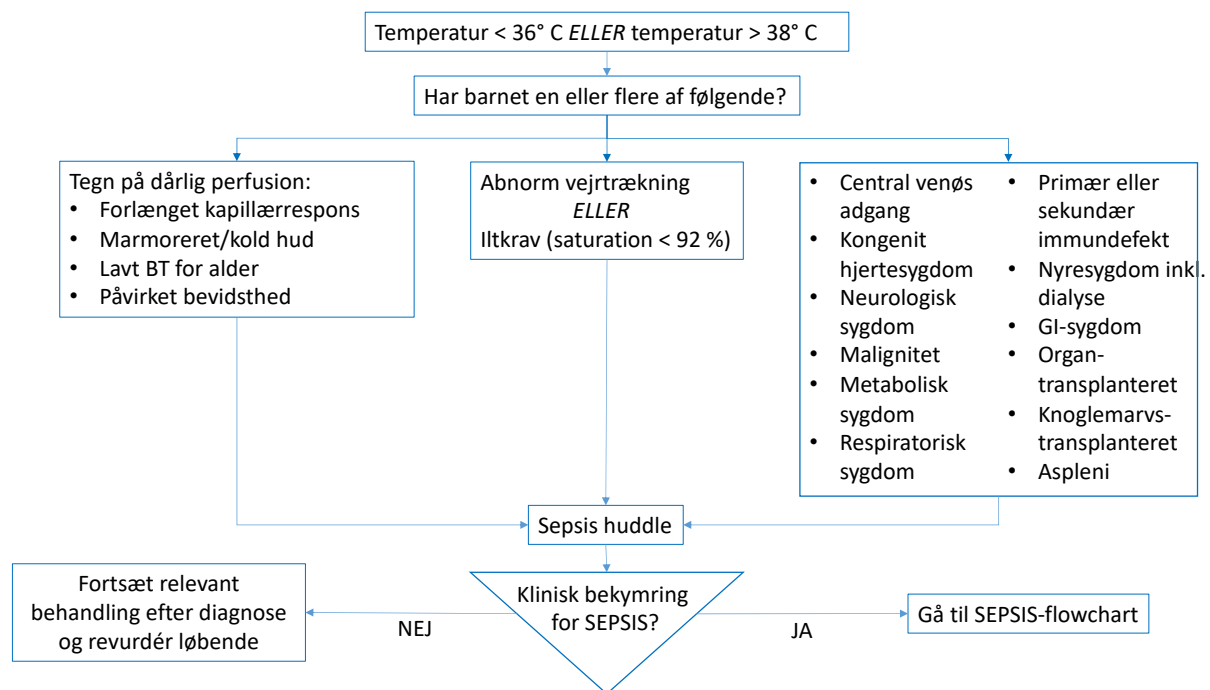 Temperatur < 36° C ELLER temperatur > 38° C
Har barnet en eller flere af følgende?
Tegn på dårlig perfusion:
• Forlænget kapillærrespons
• Marmoreret/kold hud
• Lavt BT for alder
• Påvirket bevidsthed
Abnorm vejrtrækning
ELLER
Iltkrav (saturation < 92 %)
• Central venøs
adgang
• Kongenit
hjertesygdom
• Neurologisk
sygdom
• Malignitet
• Metabolisk
sygdom
• Respiratorisk
sygdom
• Primær eller
sekundær
immundefekt
• Nyresygdom inkl.
dialyse
• GI-sygdom
• Organ-
transplanteret
• Knoglemarvs-
transplanteret
• Aspleni
Sepsis huddle
Klinisk bekymring
for SEPSIS?
NEJ
JA
Fortsæt relevant
behandling efter diagnose
og revurdér løbende
Gå til SEPSIS-flowchart